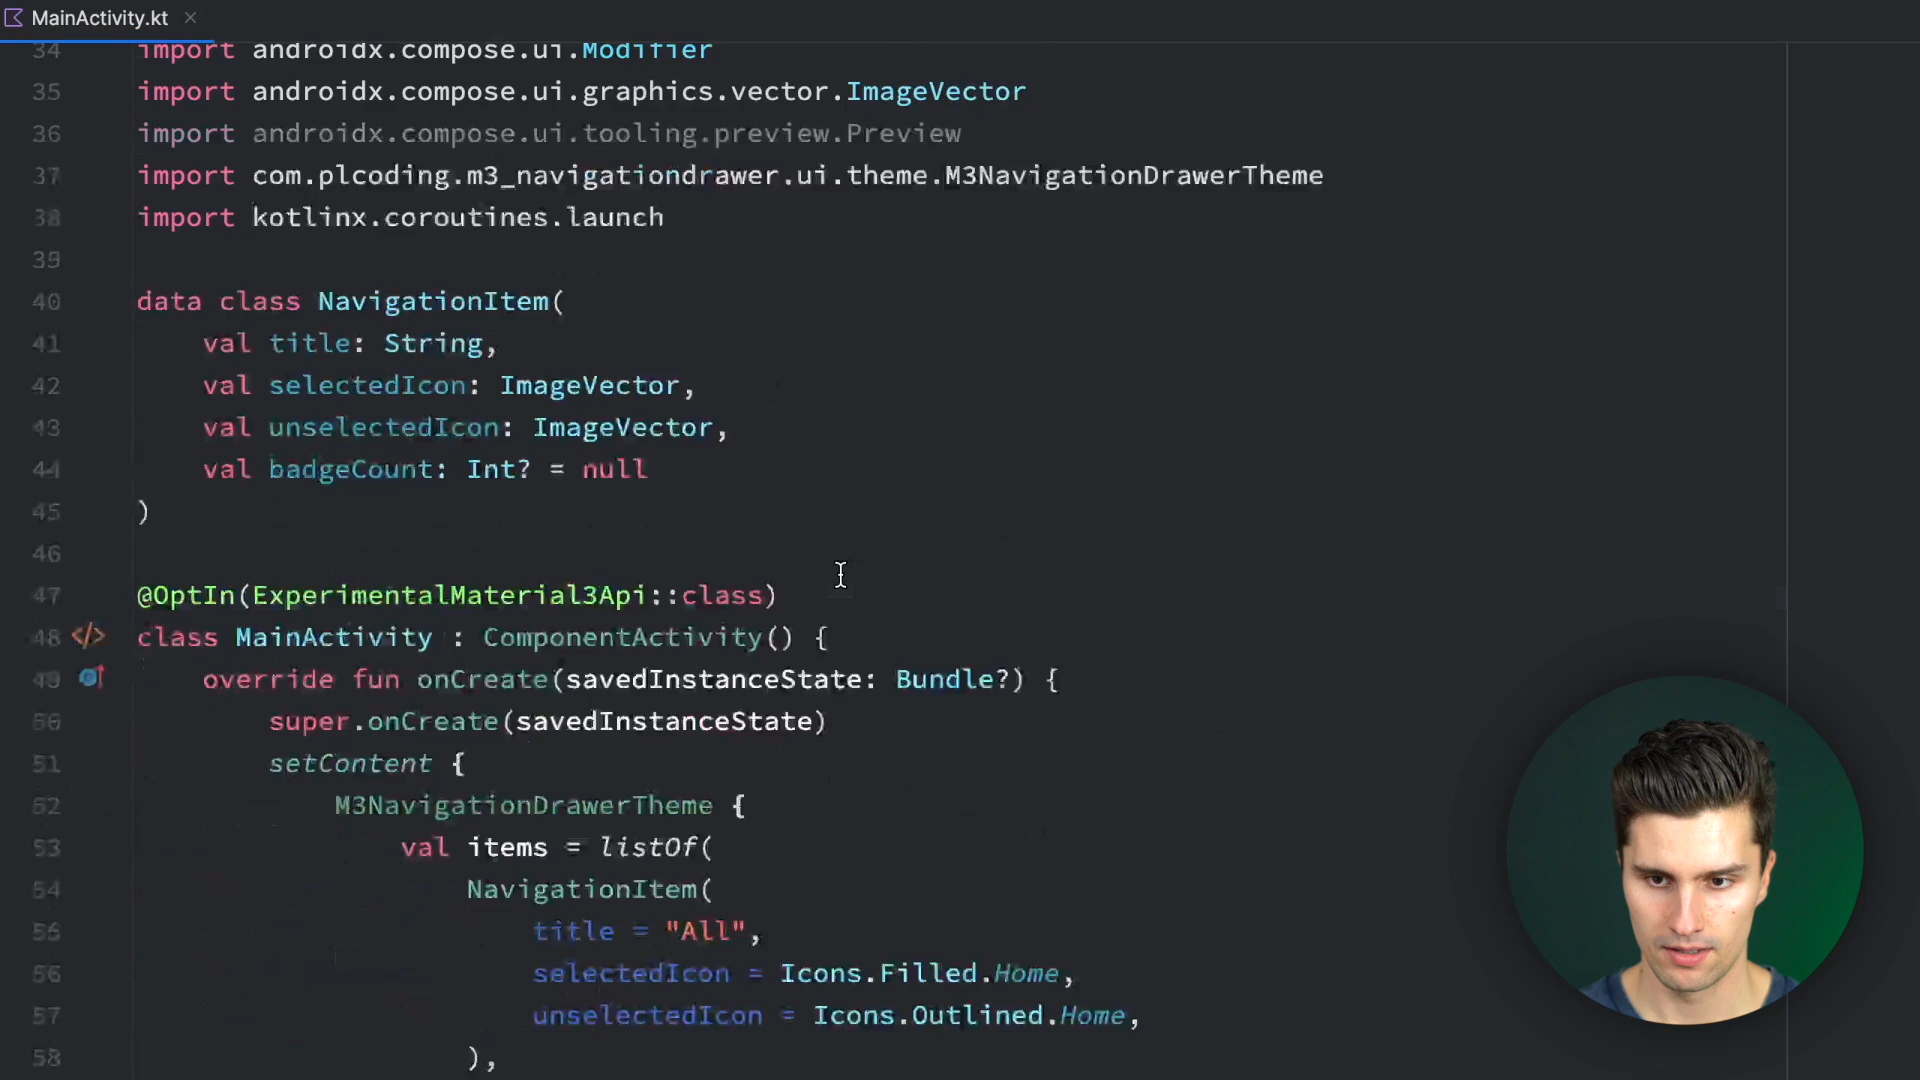 MainActivity.kt
34 import androidx.compose.ui.Modifier
35 import androidx.compose.ui.graphics.vector.ImageVector
36 import androidx.compose.ui.tooling.preview.Preview
37 import com.plcoding.m3_navigationdrawer.ui.theme.M3NavigationDrawerTheme
38 import kotlinx.coroutines.launch
39
40 data class NavigationItem(
41 val title: String,
42 val selectedIcon: ImageVector,
43 val unselectedIcon: ImageVector,
44 val badgeCount: Int? = null
45 )
46
47 @OptIn(ExperimentalMaterial3Api::class)
48 class MainActivity : ComponentActivity() {
49 override fun onCreate(savedInstanceState: Bundle?) {
50 super.onCreate(savedInstanceState)
51 setContent {
52 M3NavigationDrawerTheme {
53 val items = listOf(
54 NavigationItem(
55 title = "All",
56 selectedIcon = Icons.Filled.Home,
57 unselectedIcon = Icons.Outlined.Home,
58 ),